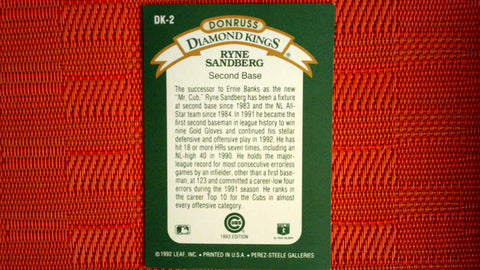 DK-2
DONRUSS
DIAMOND KINGS
RYNE
SANDBERG
Second Base
The successor to Ernie Banks as the new
"Mr. Cub," Ryne Sandberg has been a fixture
at second base since 1983 and the NL All-
Star team since 1984. In 1991 he became the
first second baseman in league history to win
nine Gold Gloves and continued his stellar
defensive and offensive play in 1992. He has
hit 18 or more HRs seven times, including an
NL-high 40 in 1990. He holds the major-
league record for most consecutive errorless
games by an infielder, other than a first base-
man, at 123 and committed a career-low four
errors during the 1991 season. He ranks in
the career Top 10 for the Cubs in almost
every offensive category.
CUBS
1993 EDITION
©1992 LEAF, INC. • PRINTED IN U.S.A. • PEREZ-STEELE GALLERIES